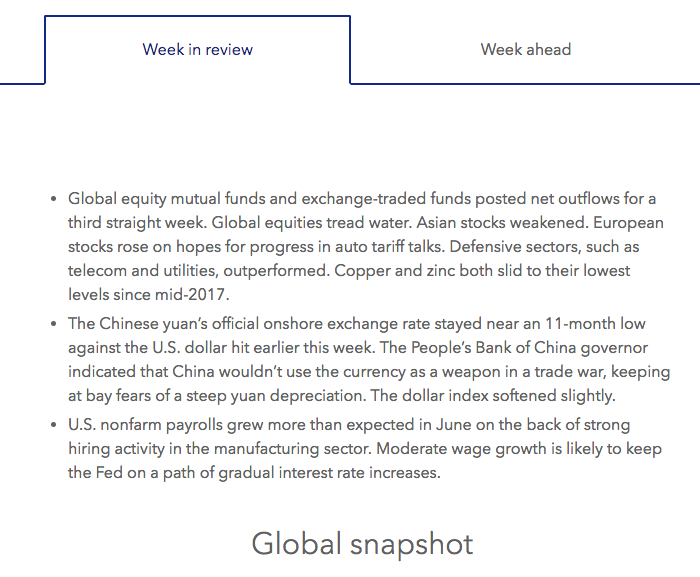 Week in review
Week ahead
• Global equity mutual funds and exchange-traded funds posted net outflows for a
third straight week. Global equities tread water. Asian stocks weakened. European
stocks rose on hopes for progress in auto tariff talks. Defensive sectors, such as
telecom and utilities, outperformed. Copper and zinc both slid to their lowest
levels since mid-2017.
• The Chinese yuan’s official onshore exchange rate stayed near an 11-month low
against the U.S. dollar hit earlier this week. The People’s Bank of China governor
indicated that China wouldn’t use the currency as a weapon in a trade war, keeping
at bay fears of a steep yuan depreciation. The dollar index softened slightly.
• U.S. nonfarm payrolls grew more than expected in June on the back of strong
hiring activity in the manufacturing sector. Moderate wage growth is likely to keep
the Fed on a path of gradual interest rate increases.
Global snapshot